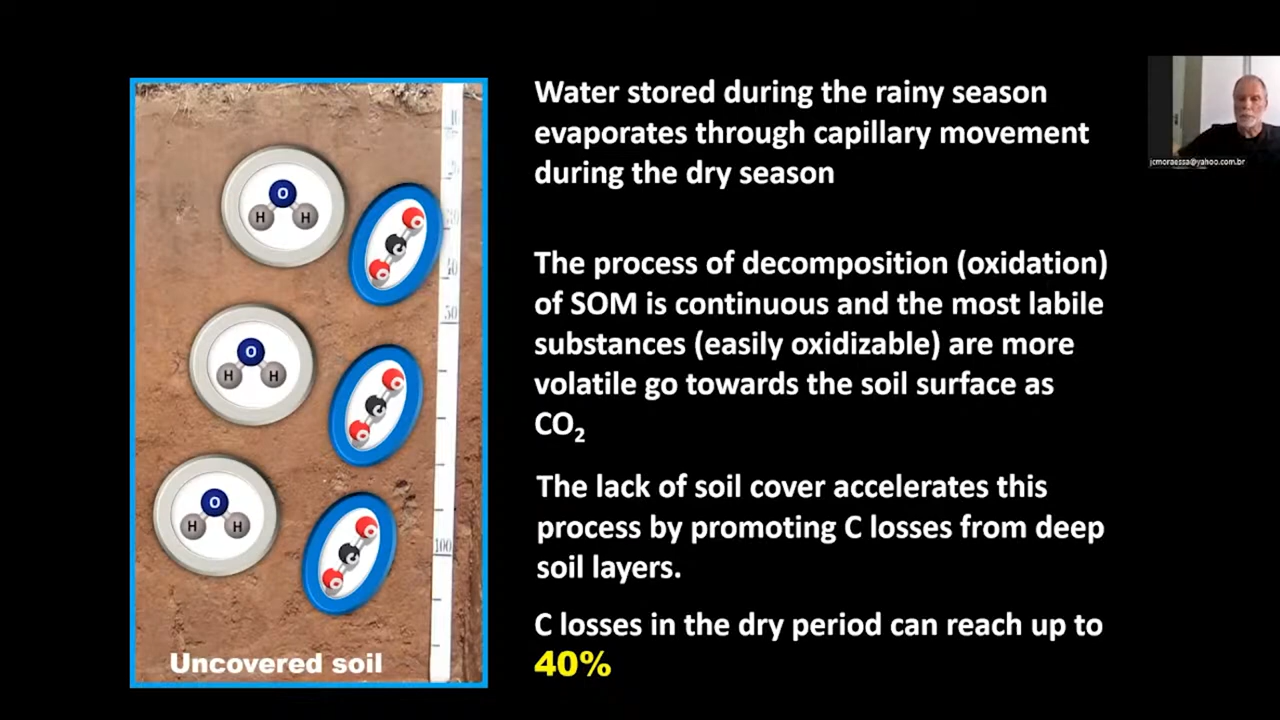 Water stored during the rainy season
evaporates through capillary movement
during the dry season
The process of decomposition (oxidation)
of SOM is continuous and the most labile
substances (easily oxidizable) are more
volatile go towards the soil surface as
CO₂
The lack of soil cover accelerates this
process by promoting C losses from deep
soil layers.
C losses in the dry period can reach up to
40%
O
H H
O
H H
O
H H
O
C
O
O
C
O
O
C
O
40
50
100
Uncovered soil
jcmoraessa@yahoo.com.br